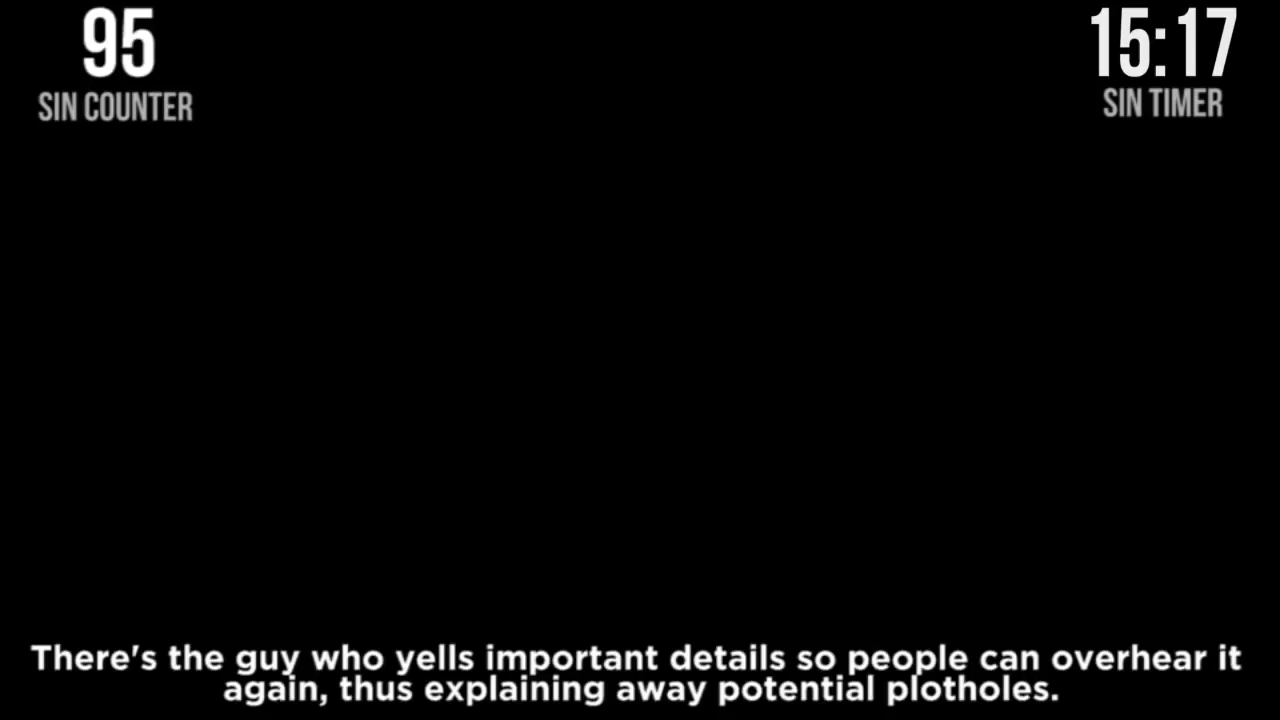 95
SIN COUNTER
15:17
SIN TIMER
There's the guy who yells important details so people can overhear it
again, thus explaining away potential plotholes.